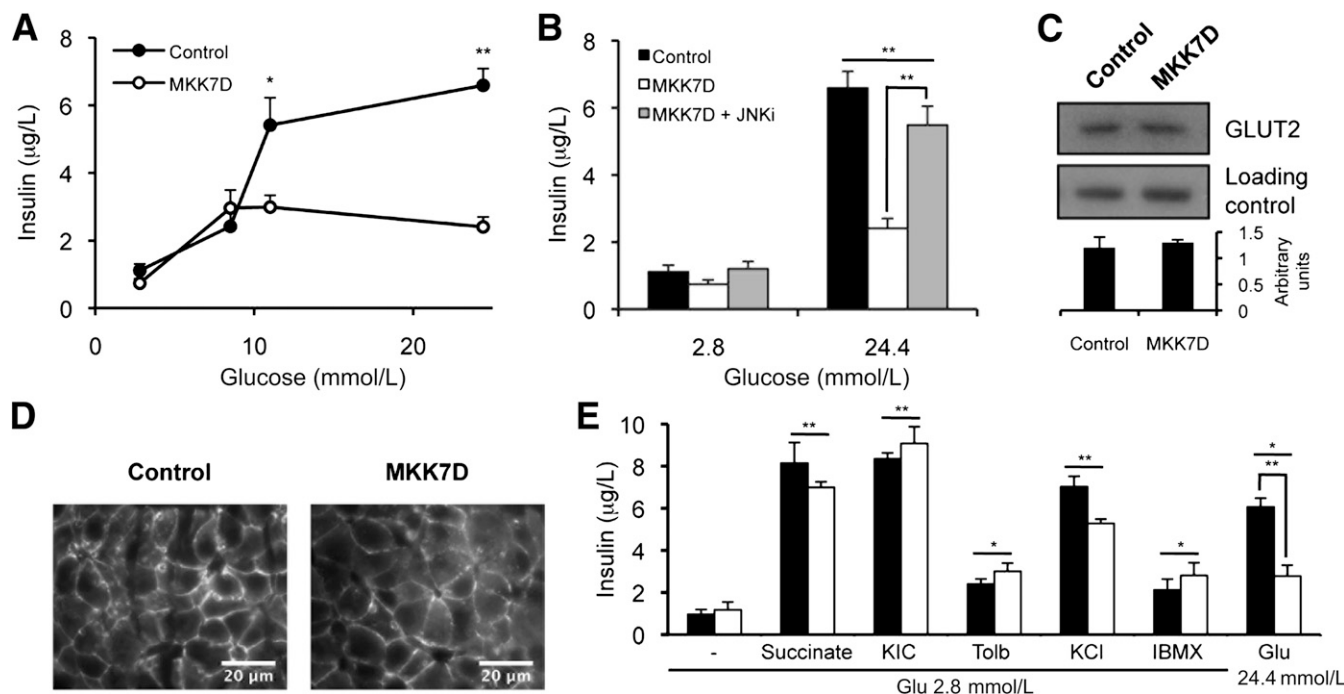 A
Insulin (μg/L)
8
6
4
2
0
Control
MKK7D
*
**
0
10
20
Glucose (mmol/L)
B
Insulin (μg/L)
8
6
4
2
0
Control
MKK7D
MKK7D + JNKi
**
**
2.8
24.4
Glucose (mmol/L)
C
Control
MKK7D
GLUT2
Loading
control
1.5
1
0.5
0
Arbitrary
units
Control
MKK7D
D
Control
MKK7D
20 μm
20 μm
E
Insulin (μg/L)
10
8
6
4
2
0
**
**
*
**
*
*
**
-
Succinate
KIC
Tolb
KCl
IBMX
Glu
24.4 mmol/L
Glu 2.8 mmol/L